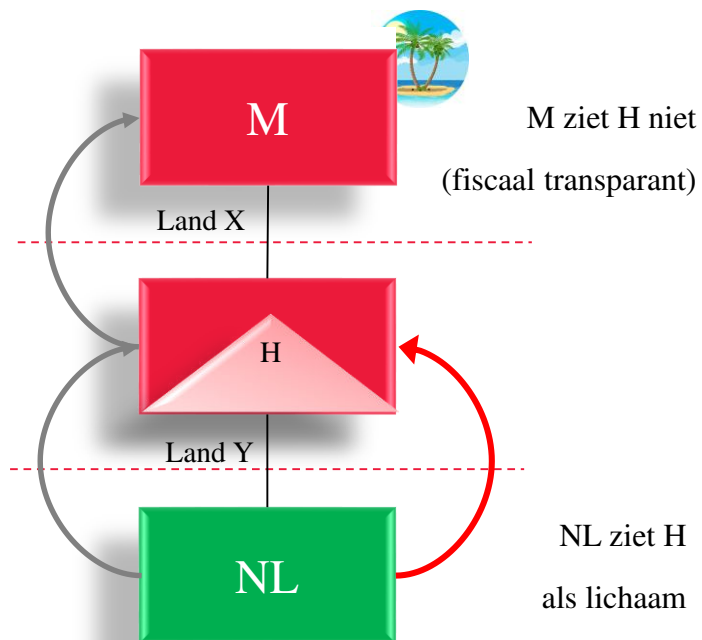 M
M ziet H niet
(fiscaal transparant)
Land X
H
Land Y
NL
NL ziet H
als lichaam